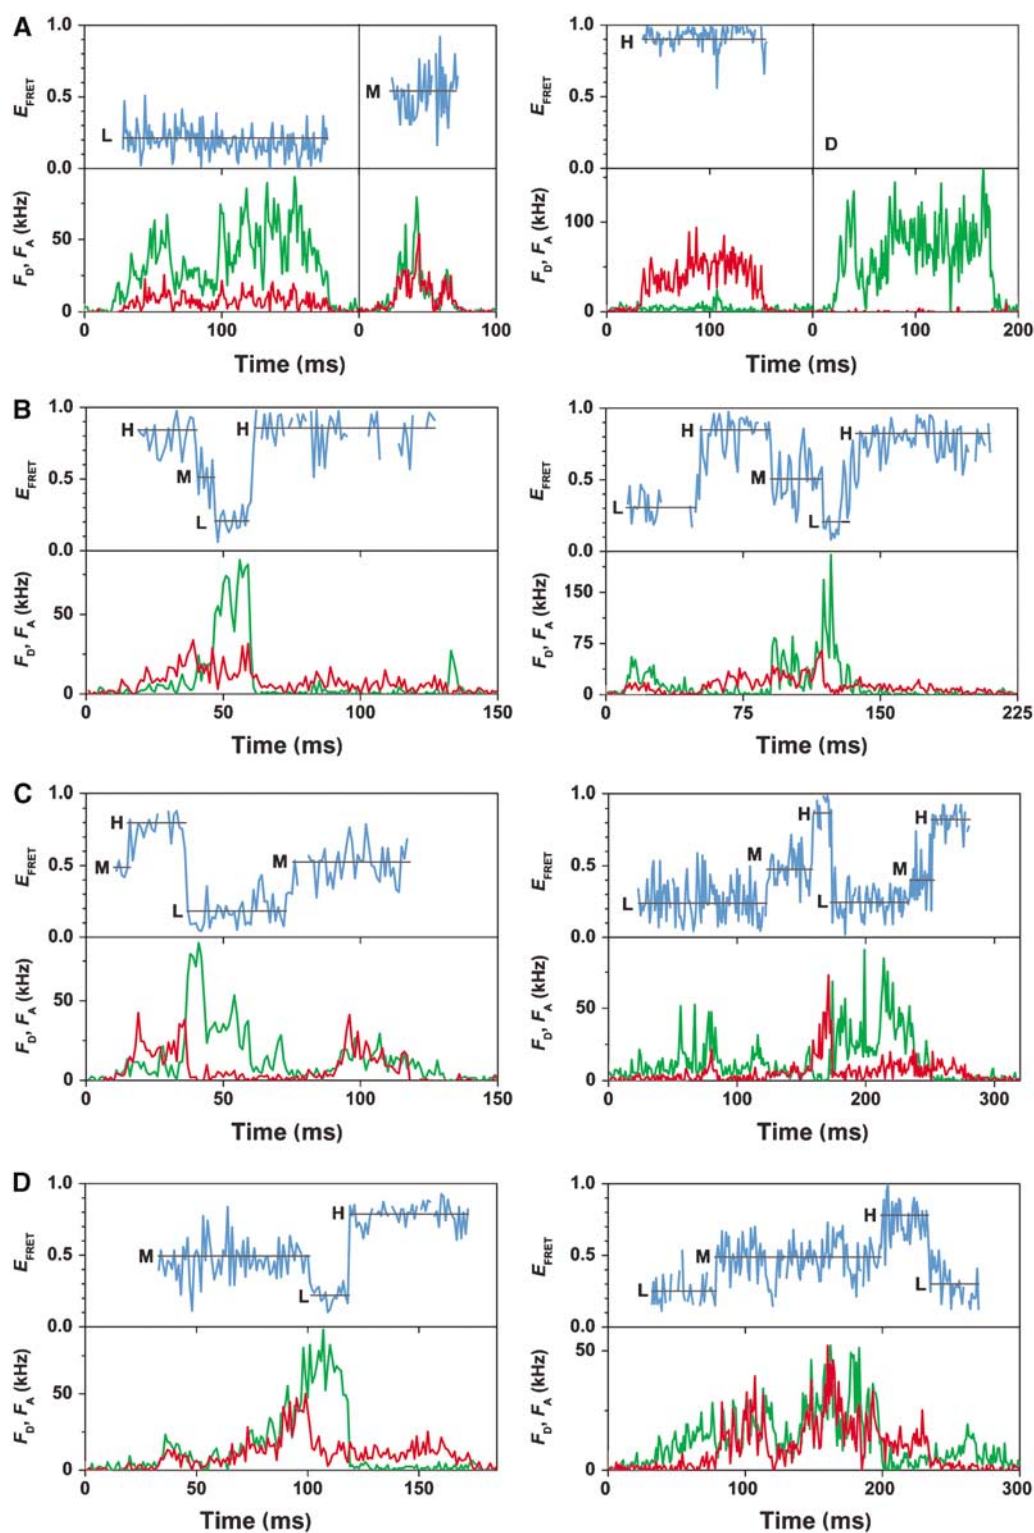 A
1.0
0.5
0.0
E_FRET
L
M
50
0
F_D, F_A (kHz)
0 100 0 100
Time (ms)
1.0
0.5
0.0
E_FRET
H
D
100
0
F_D, F_A (kHz)
0 100 0 100 200
Time (ms)
B
1.0
0.5
0.0
E_FRET
H
M
L
H
50
0
F_D, F_A (kHz)
0 50 100 150
Time (ms)
1.0
0.5
0.0
E_FRET
L
H
M
L
H
150
75
0
F_D, F_A (kHz)
0 75 150 225
Time (ms)
C
1.0
0.5
0.0
E_FRET
M
H
L
M
50
0
F_D, F_A (kHz)
0 50 100 150
Time (ms)
1.0
0.5
0.0
E_FRET
L
M
H
L
M
H
50
0
F_D, F_A (kHz)
0 100 200 300
Time (ms)
D
1.0
0.5
0.0
E_FRET
M
L
H
50
0
F_D, F_A (kHz)
0 50 100 150
Time (ms)
1.0
0.5
0.0
E_FRET
L
M
H
L
50
0
F_D, F_A (kHz)
0 100 200 300
Time (ms)